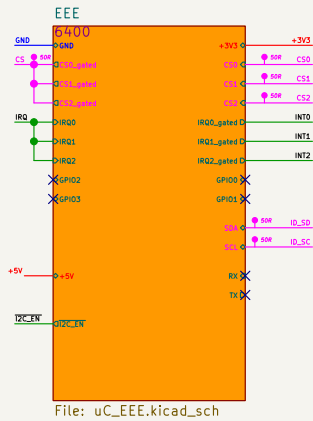 EEE
6400
GND
GND
+3V3
+3V3
CS
50R
CS0_gated
CS0
50R
CS0
CS1_gated
CS1
50R
CS1
CS2_gated
CS2
50R
CS2
IRQ
IRQ0
IRQ0_gated
INT0
IRQ1
IRQ1_gated
INT1
IRQ2
IRQ2_gated
INT2
GPIO2
GPIO0
GPIO3
GPIO1
SDA
50R
ID_SD
SCL
50R
ID_SC
+5V
+5V
RX
TX
I2C_EN
I2C_EN
File: uC_EEE.kicad_sch